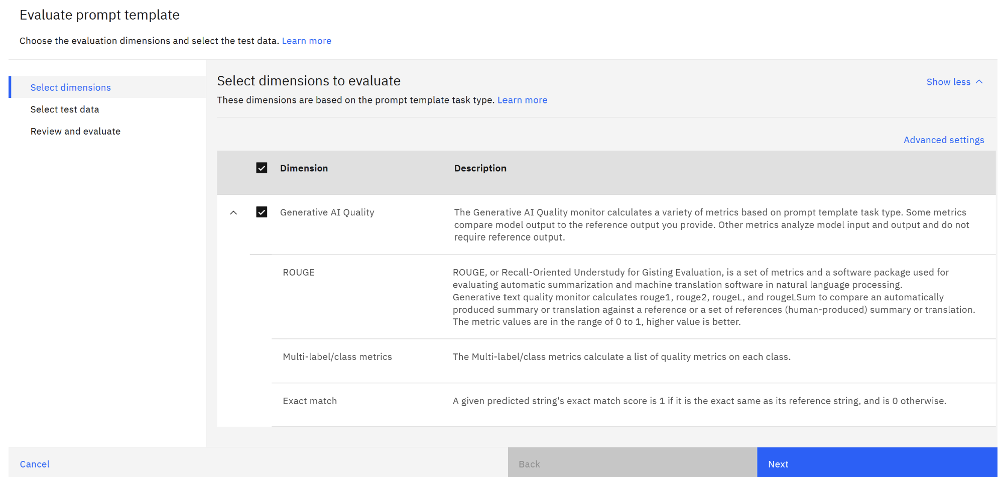 Evaluate prompt template
Choose the evaluation dimensions and select the test data. Learn more
Select dimensions
Select test data
Review and evaluate
Select dimensions to evaluate
Show less
These dimensions are based on the prompt template task type. Learn more
Advanced settings
Dimension
Description
Generative AI Quality
The Generative AI Quality monitor calculates a variety of metrics based on prompt template task type. Some metrics
compare model output to the reference output you provide. Other metrics analyze model input and output and do not
require reference output.
ROUGE
ROUGE, or Recall-Oriented Understudy for Gisting Evaluation, is a set of metrics and a software package used for
evaluating automatic summarization and machine translation software in natural language processing.
Generative text quality monitor calculates rouge1, rouge2, rougeL, and rougeLSum to compare an automatically
produced summary or translation against a reference or a set of references (human-produced) summary or translation.
The metric values are in the range of 0 to 1, higher value is better.
Multi-label/class metrics
The Multi-label/class metrics calculate a list of quality metrics on each class.
Exact match
A given predicted string's exact match score is 1 if it is the exact same as its reference string, and is 0 otherwise.
Cancel
Back
Next